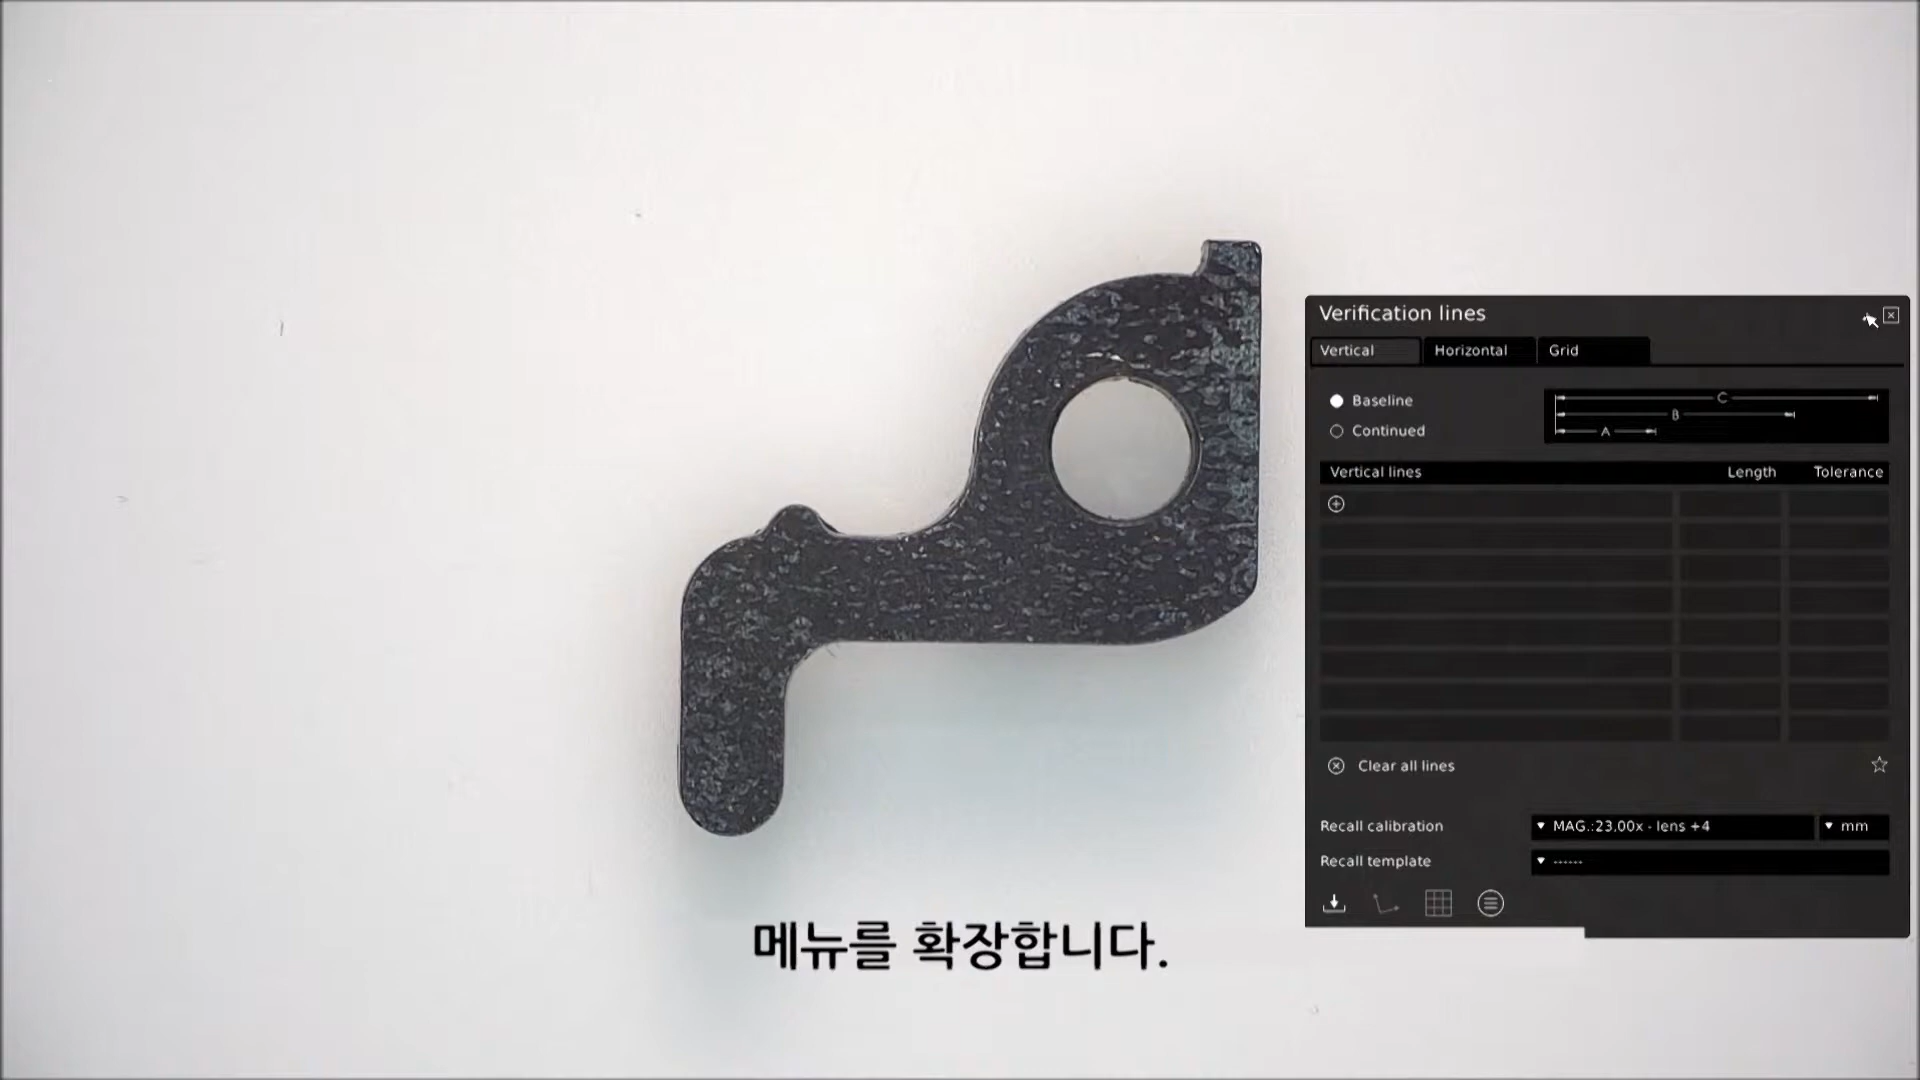 Verification lines
Vertical Horizontal Grid
Baseline
Continued
C
B
A
Vertical lines Length Tolerance
Clear all lines
Recall calibration MAG.:23.00x - lens +4 mm
Recall template ------
메뉴를 확장합니다.